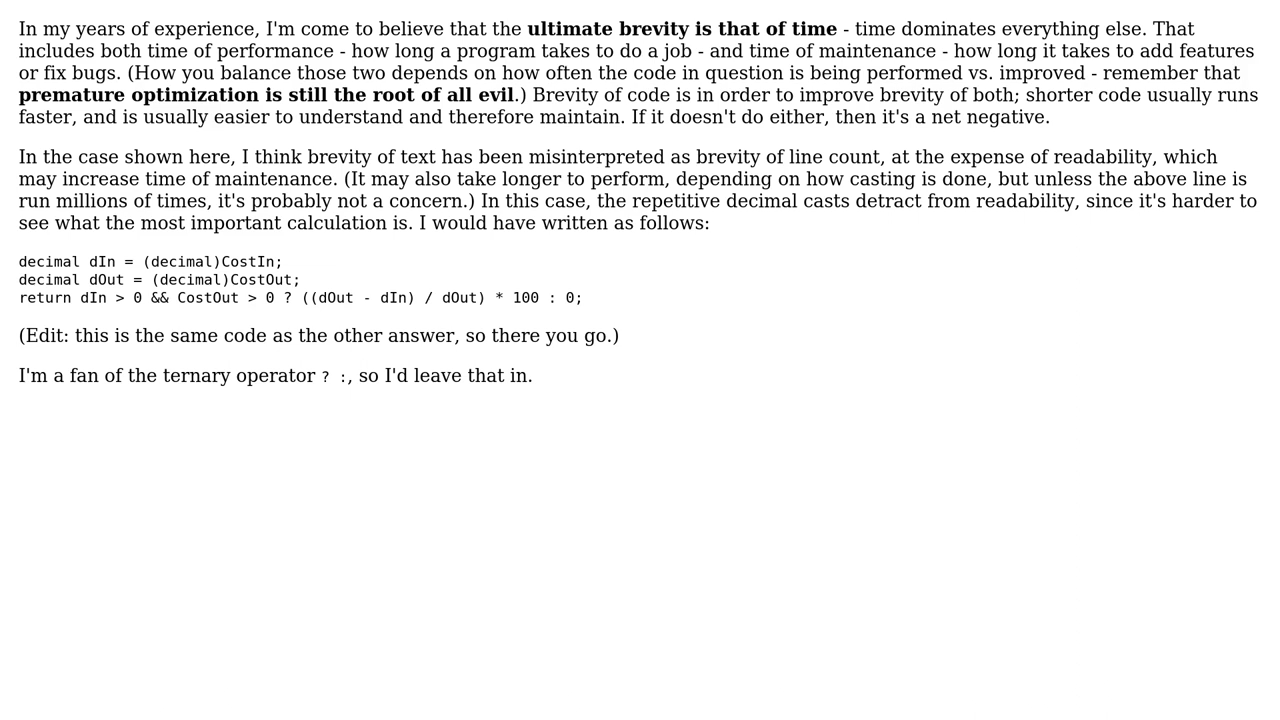 In my years of experience, I'm come to believe that the ultimate brevity is that of time - time dominates everything else. That
includes both time of performance - how long a program takes to do a job - and time of maintenance - how long it takes to add features
or fix bugs. (How you balance those two depends on how often the code in question is being performed vs. improved - remember that
premature optimization is still the root of all evil.) Brevity of code is in order to improve brevity of both; shorter code usually runs
faster, and is usually easier to understand and therefore maintain. If it doesn't do either, then it's a net negative.
In the case shown here, I think brevity of text has been misinterpreted as brevity of line count, at the expense of readability, which
may increase time of maintenance. (It may also take longer to perform, depending on how casting is done, but unless the above line is
run millions of times, it's probably not a concern.) In this case, the repetitive decimal casts detract from readability, since it's harder to
see what the most important calculation is. I would have written as follows:
decimal dIn = (decimal)CostIn;
decimal dOut = (decimal)CostOut;
return dIn > 0 && CostOut > 0 ? ((dOut - dIn) / dOut) * 100 : 0;
(Edit: this is the same code as the other answer, so there you go.)
I'm a fan of the ternary operator ? :, so I'd leave that in.